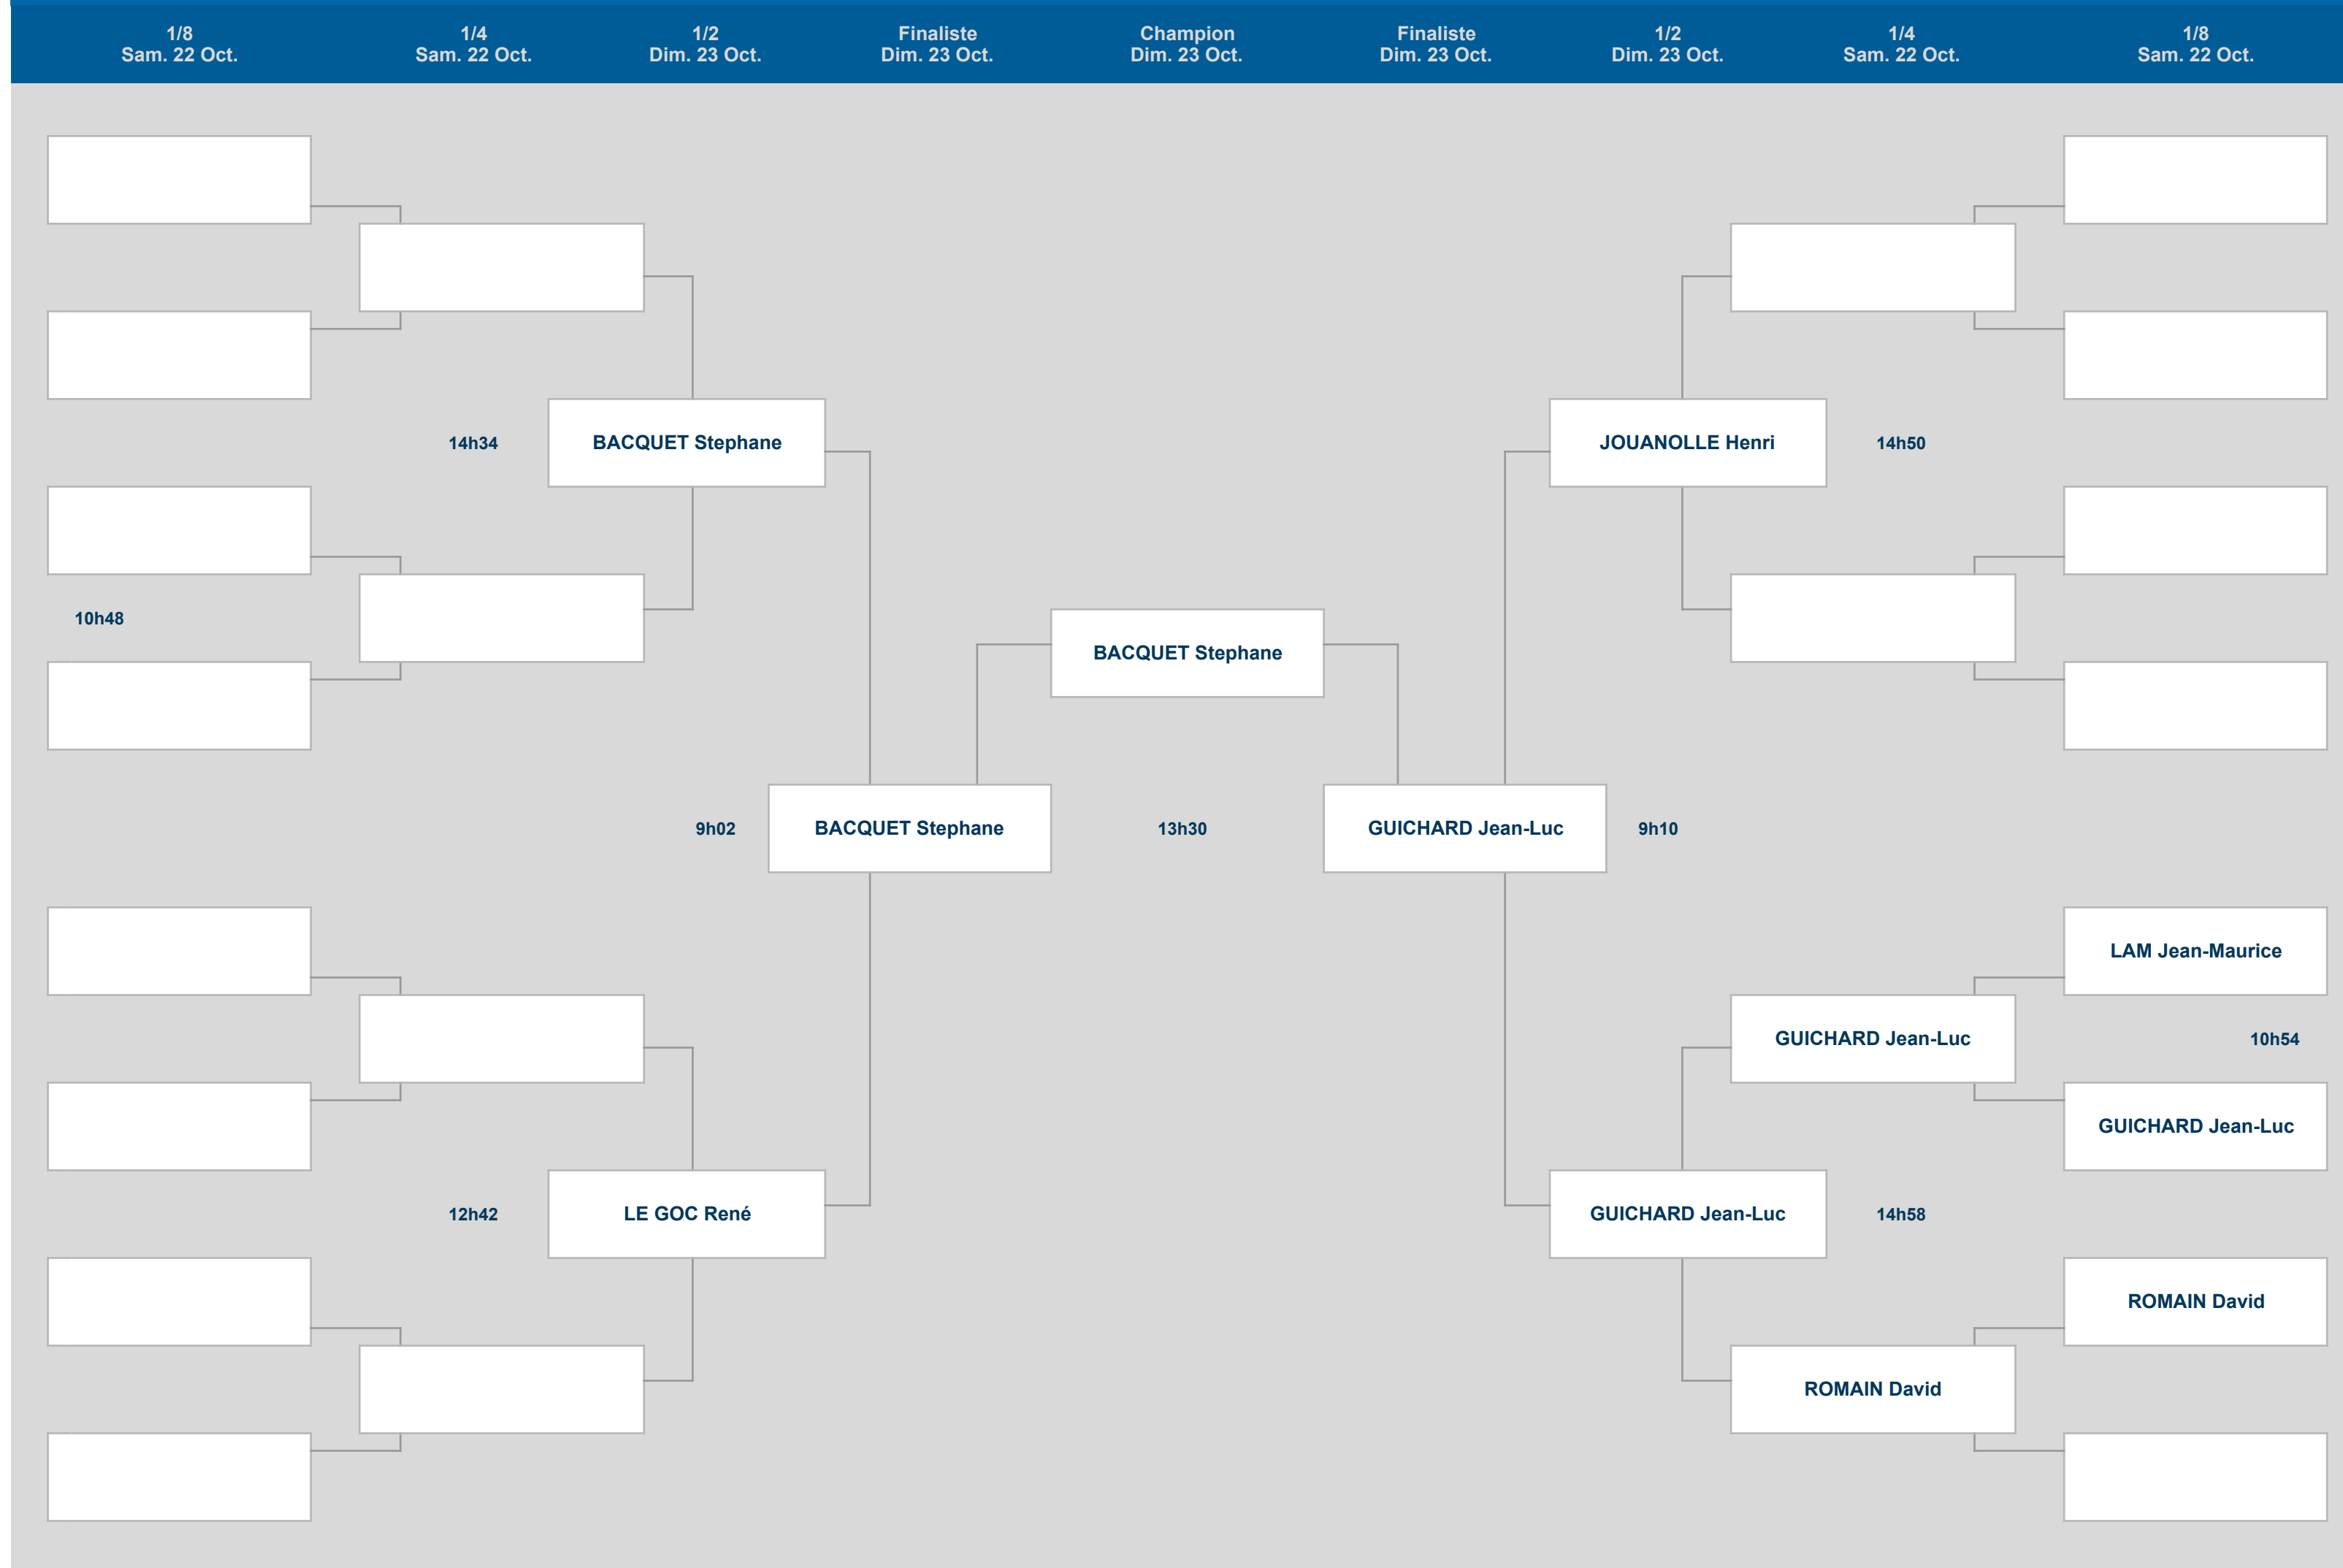 1/8
Sam. 22 Oct.
1/4
Sam. 22 Oct.
1/2
Dim. 23 Oct.
Finaliste
Dim. 23 Oct.
Champion
Dim. 23 Oct.
Finaliste
Dim. 23 Oct.
1/2
Dim. 23 Oct.
1/4
Sam. 22 Oct.
1/8
Sam. 22 Oct.
14h34
BACQUET Stephane
JOUANOLLE Henri
14h50
10h48
BACQUET Stephane
9h02
BACQUET Stephane
13h30
GUICHARD Jean-Luc
9h10
LAM Jean-Maurice
GUICHARD Jean-Luc
10h54
GUICHARD Jean-Luc
12h42
LE GOC René
GUICHARD Jean-Luc
14h58
ROMAIN David
ROMAIN David